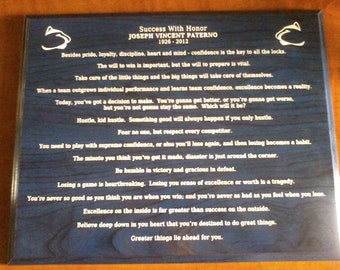 Success With Honor
JOSEPH VINCENT PATERNO
1926 - 2012
Besides pride, loyalty, discipline, heart and mind - confidence is the key to all the locks.
The will to win is important, but the will to prepare is vital.
Take care of the little things and the big things will take care of themselves.
When a team outgrows individual performance and learns team confidence, excellence becomes a reality.
Today, you've got a decision to make. You're gonna get better, or you're gonna get worse,
but you're not gonna stay the same. Which will it be?
Hustle, kid hustle. Something good will always happen if you only hustle.
Fear no one, but respect every competitor.
You need to play with supreme confidence, or else you'll lose again, and then losing becomes a habit.
The minute you think you've got it made, disaster is just around the corner.
Be humble in victory and gracious in defeat.
Losing a game is heartbreaking. Losing you sense of excellence or worth is a tragedy.
You're never so good as you think you are when you win; and you're never as bad as you feel when you lose.
Excellence on the inside is far greater than success on the outside.
Believe deep down in you heart that you're destined to do great things.
Greater things lie ahead for you.